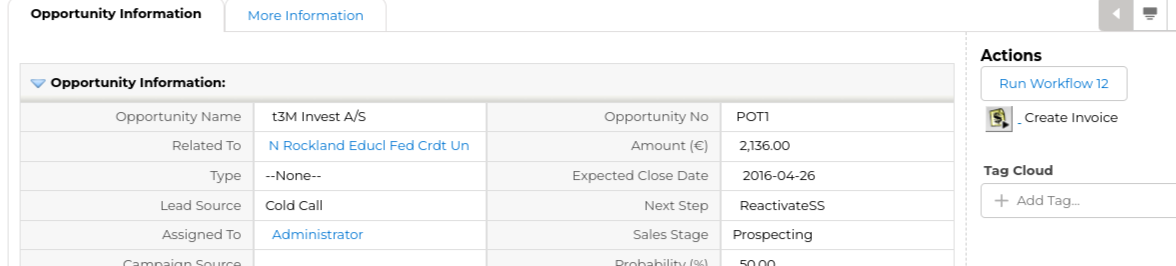 Opportunity Information More Information
Opportunity Information:
Opportunity Name t3M Invest A/S Opportunity No POT1
Related To N Rockland Educl Fed Crdt Un Amount (€) 2,136.00
Type --None-- Expected Close Date 2016-04-26
Lead Source Cold Call Next Step ReactivateSS
Assigned To Administrator Sales Stage Prospecting
Campaign Source Probability (%) 50.00
Actions
Run Workflow 12
Create Invoice
Tag Cloud
Add Tag...